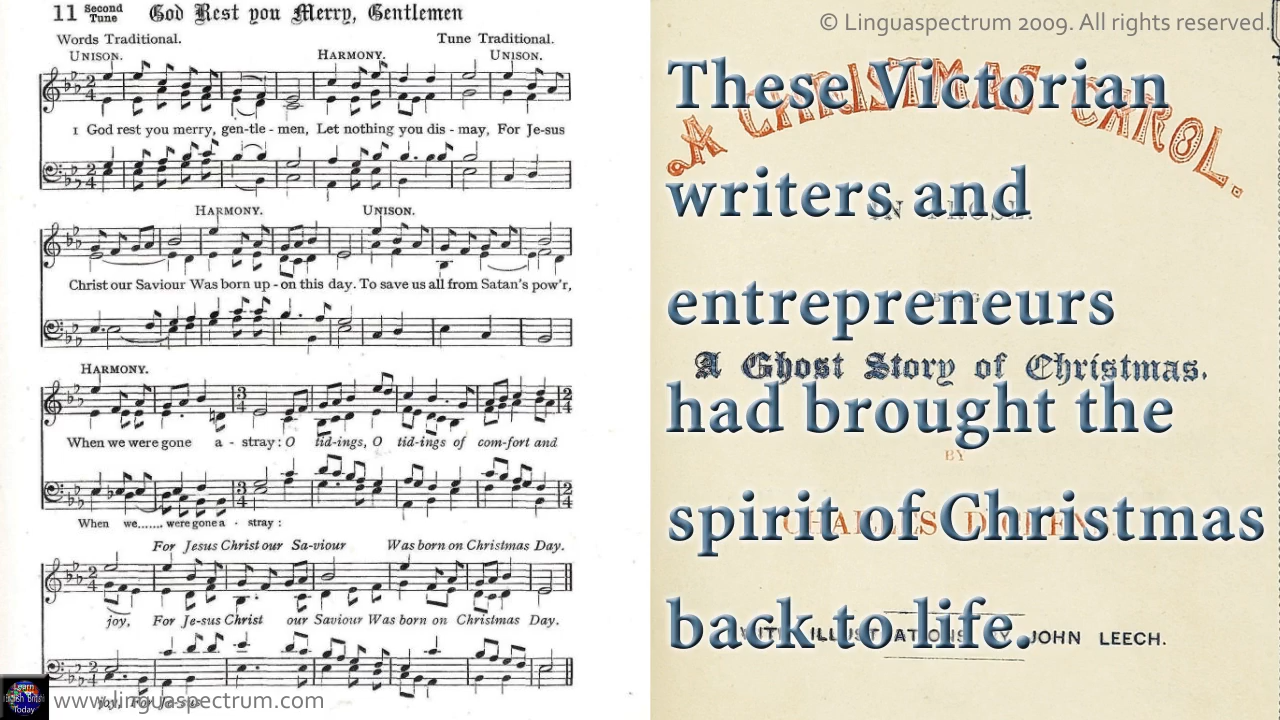 11 Second Tune God Rest you Merry, Gentlemen
Words Traditional. Tune Traditional.
UNISON. HARMONY. UNISON.
1 God rest you merry, gen-tle - men, Let nothing you dis - may, For Je-sus
HARMONY. UNISON.
Christ our Saviour Was born up - on this day. To save us all from Satan's pow'r,
HARMONY.
When we were gone a - stray: O tid-ings, O tid-ings of com-fort and
When we...... were gone a - stray :
For Jesus Christ our Sa-viour Was born on Christmas Day.
joy, For Je-sus Christ our Saviour Was born on Christmas Day.
joy, For Je-sus
www.linguaspectrum.com
© Linguaspectrum 2009. All rights reserved.
A CHRISTMAS CAROL.
These Victorian
writers and
IN PROSE.
entrepreneurs
A Ghost Story of Christmas.
had brought the
BY
spirit of Christmas
CHARLES DICKENS
back to life.
WITH ILLUSTRATIONS BY JOHN LEECH.